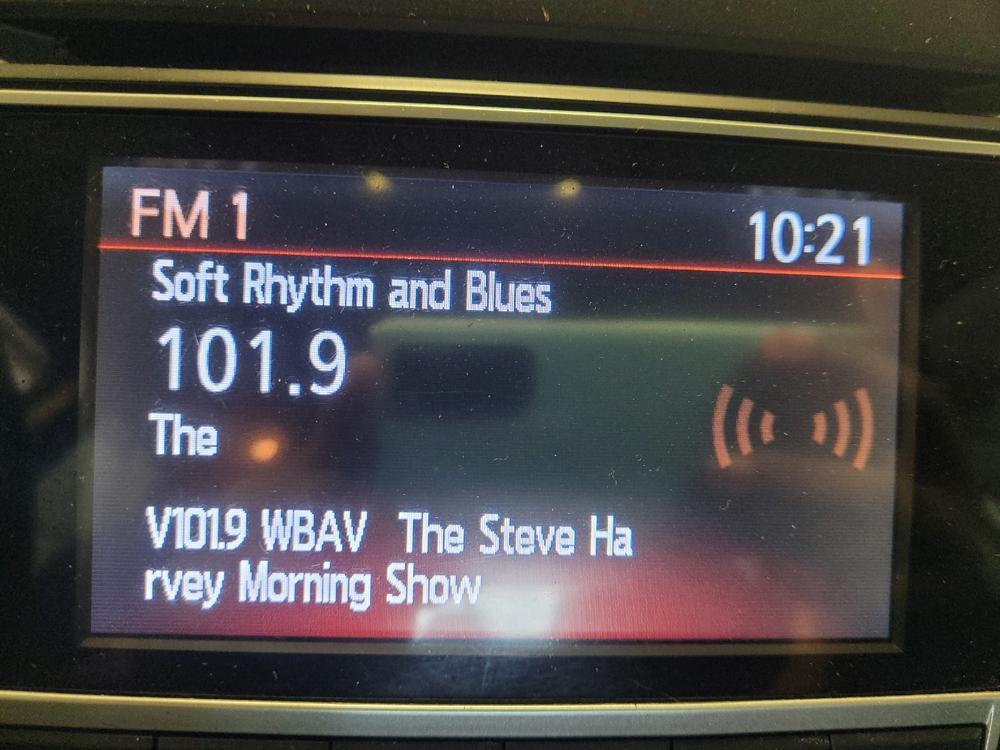 FM 1
10:21
Soft Rhythm and Blues
101.9
The
V101.9 WBAV The Steve Ha
rvey Morning Show